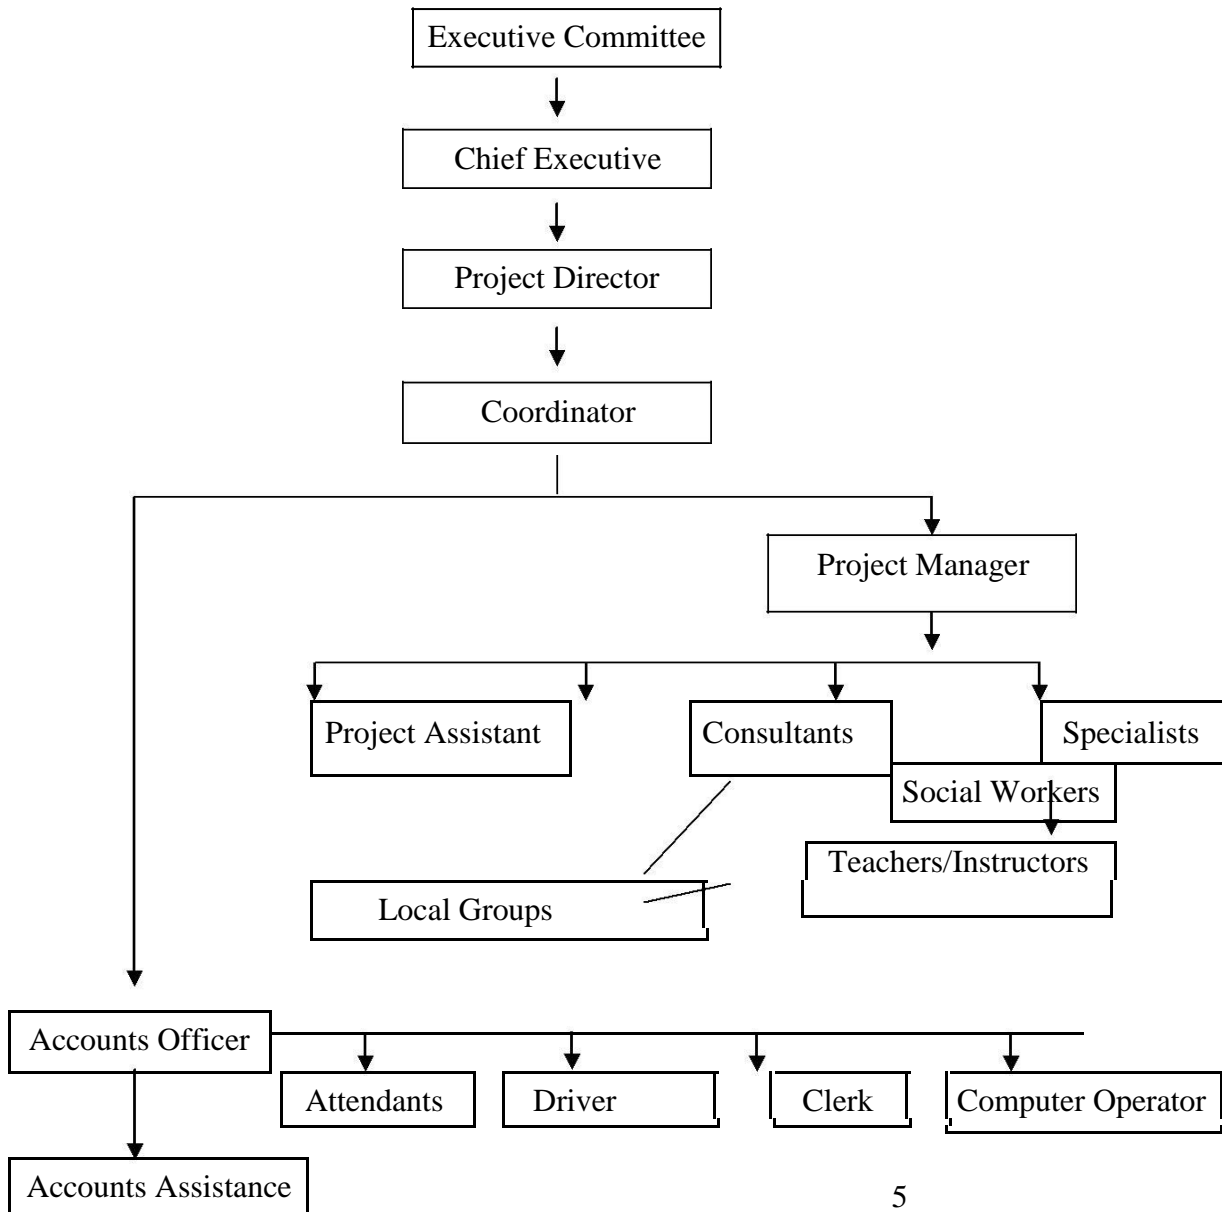 Executive Committee
Chief Executive
Project Director
Coordinator
Project Manager
Project Assistant
Consultants
Specialists
Social Workers
Teachers/Instructors
Local Groups
Accounts Officer
Attendants
Driver
Clerk
Computer Operator
Accounts Assistance
5